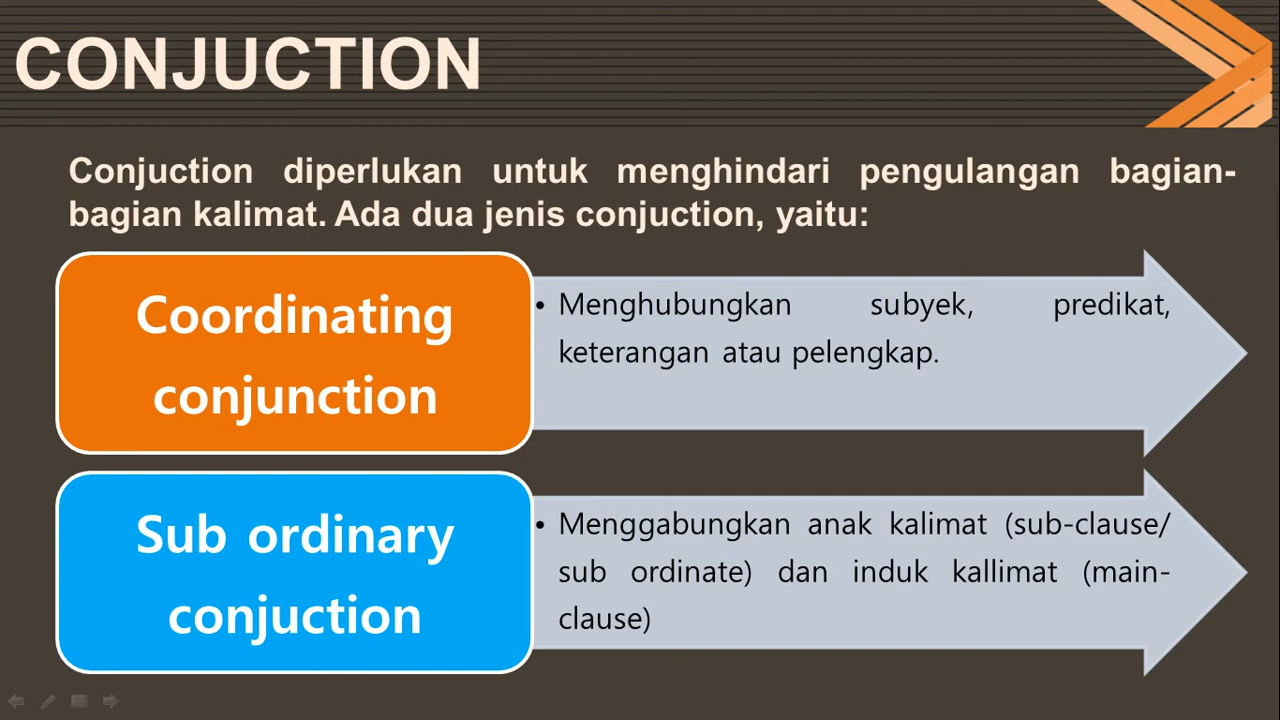 CONJUCTION
Conjuction diperlukan untuk menghindari pengulangan bagian-
bagian kalimat. Ada dua jenis conjuction, yaitu:
Coordinating
conjunction
• Menghubungkan subyek, predikat,
keterangan atau pelengkap.
Sub ordinary
conjuction
• Menggabungkan anak kalimat (sub-clause/
sub ordinate) dan induk kallimat (main-
clause)